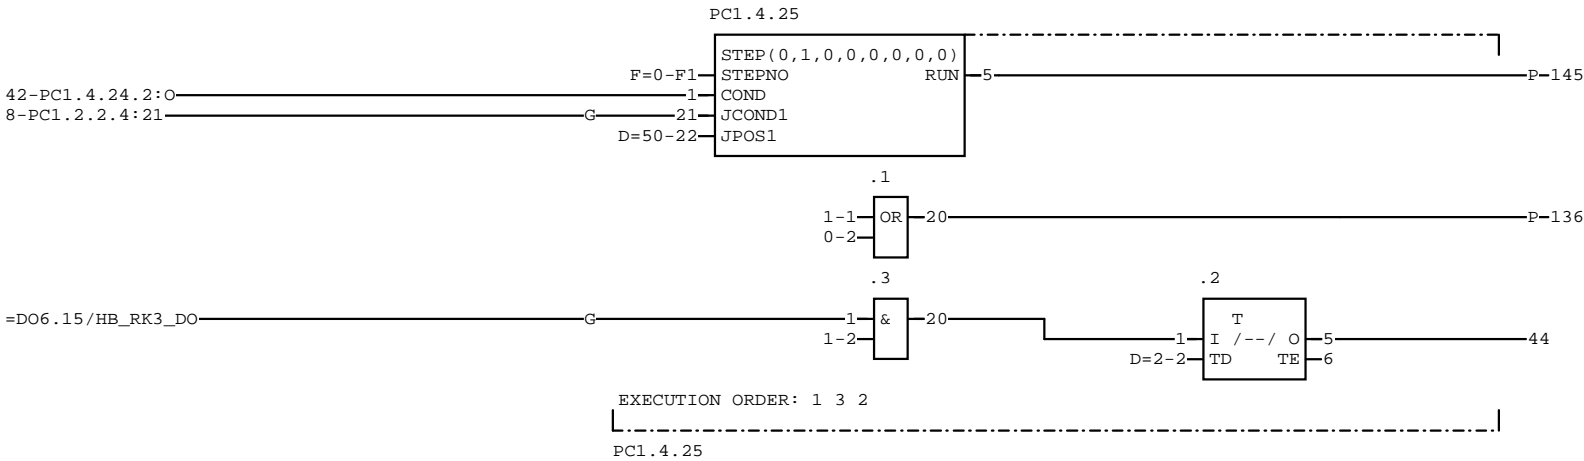 PC1.4.25
STEP(0,1,0,0,0,0,0,0)
F=0-F1 STEPNO RUN 5 P-145
42-PC1.4.24.2:O 1 COND
8-PC1.2.2.4:21 G 21 JCOND1
D=50-22 JPOS1
.1
1-1 OR 20 P-136
0-2
.3 .2
=DO6.15/HB_RK3_DO G 1 & 20 T
1-2 1 I /--/ O 5 44
D=2-2 TD TE 6
EXECUTION ORDER: 1 3 2
PC1.4.25